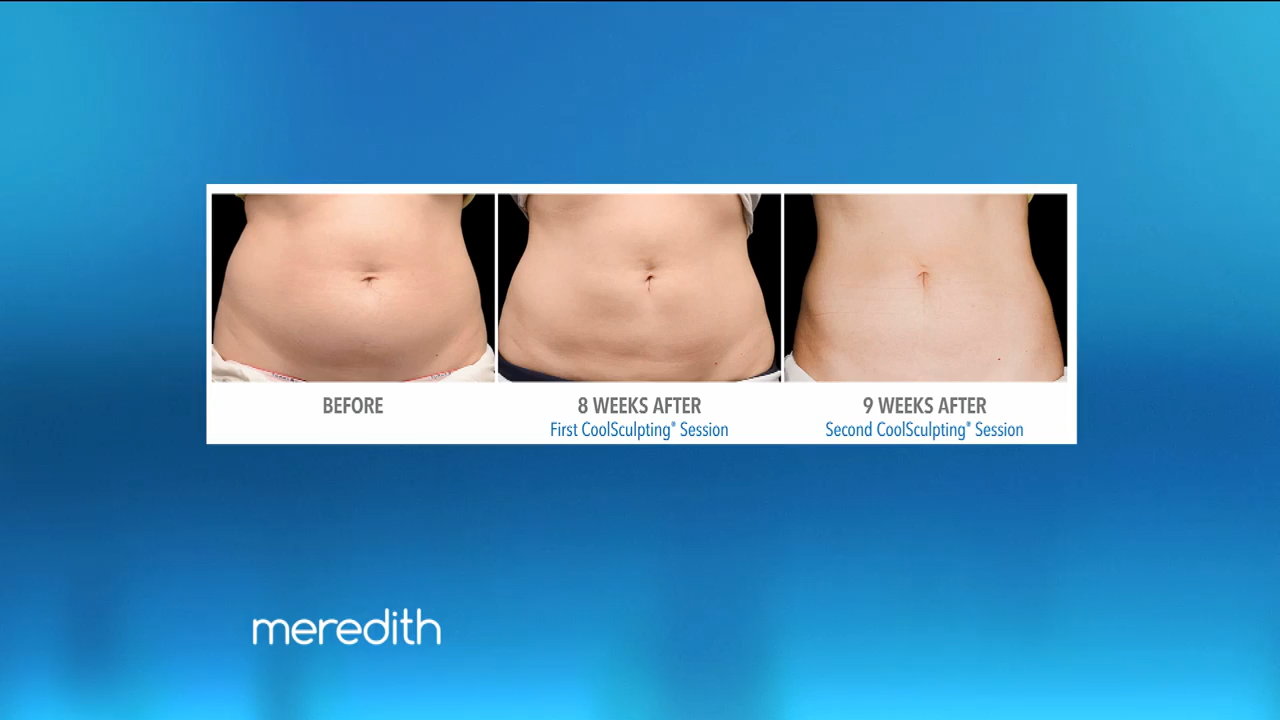 BEFORE
8 WEEKS AFTER
First CoolSculpting® Session
9 WEEKS AFTER
Second CoolSculpting® Session
meredith